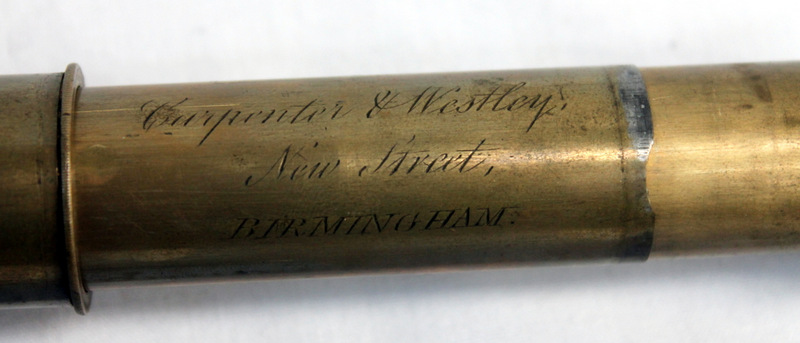 Carpenter & Westley.
New Street,
BIRMINGHAM.